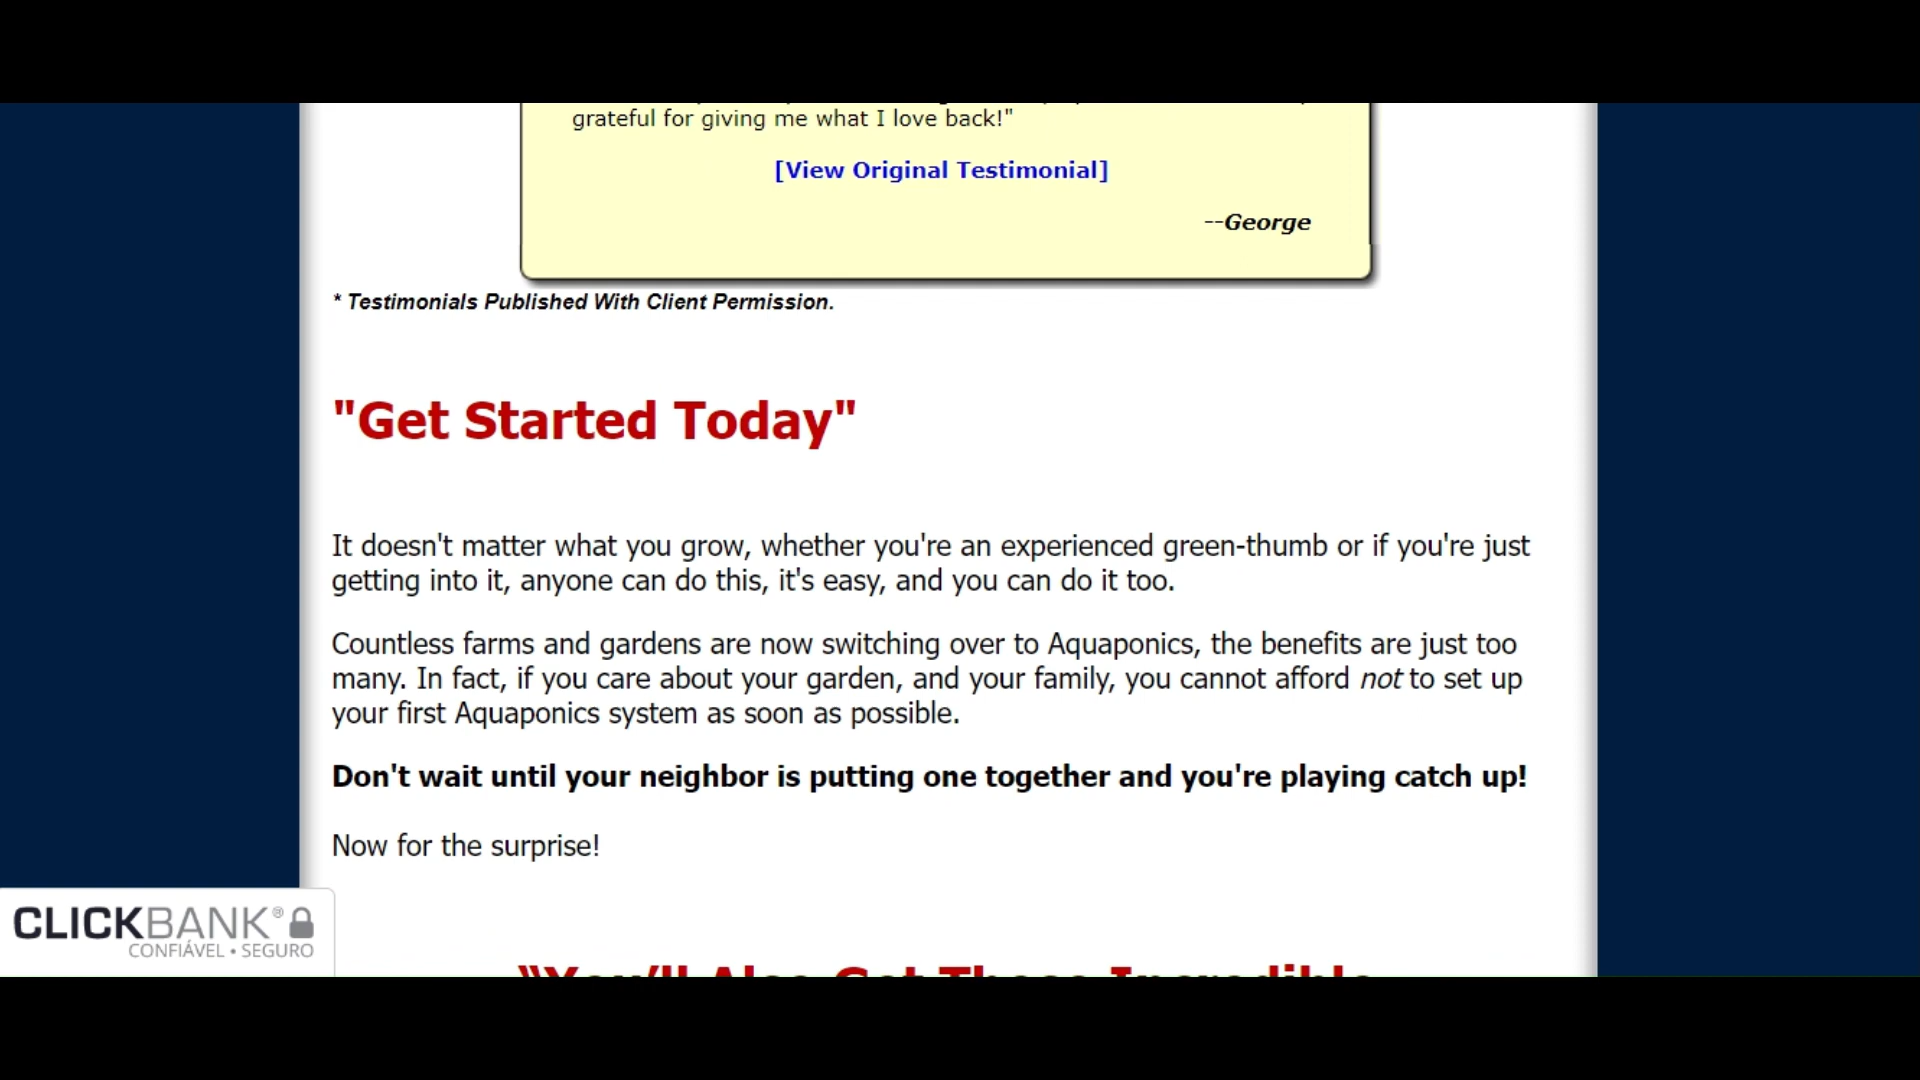 grateful for giving me what I love back!"
[View Original Testimonial]
--George
* Testimonials Published With Client Permission.
"Get Started Today"
It doesn't matter what you grow, whether you're an experienced green-thumb or if you're just
getting into it, anyone can do this, it's easy, and you can do it too.
Countless farms and gardens are now switching over to Aquaponics, the benefits are just too
many. In fact, if you care about your garden, and your family, you cannot afford not to set up
your first Aquaponics system as soon as possible.
Don't wait until your neighbor is putting one together and you're playing catch up!
Now for the surprise!
CLICKBANK®
CONFIÁVEL • SEGURO
“You’ll Also Get These Incredible